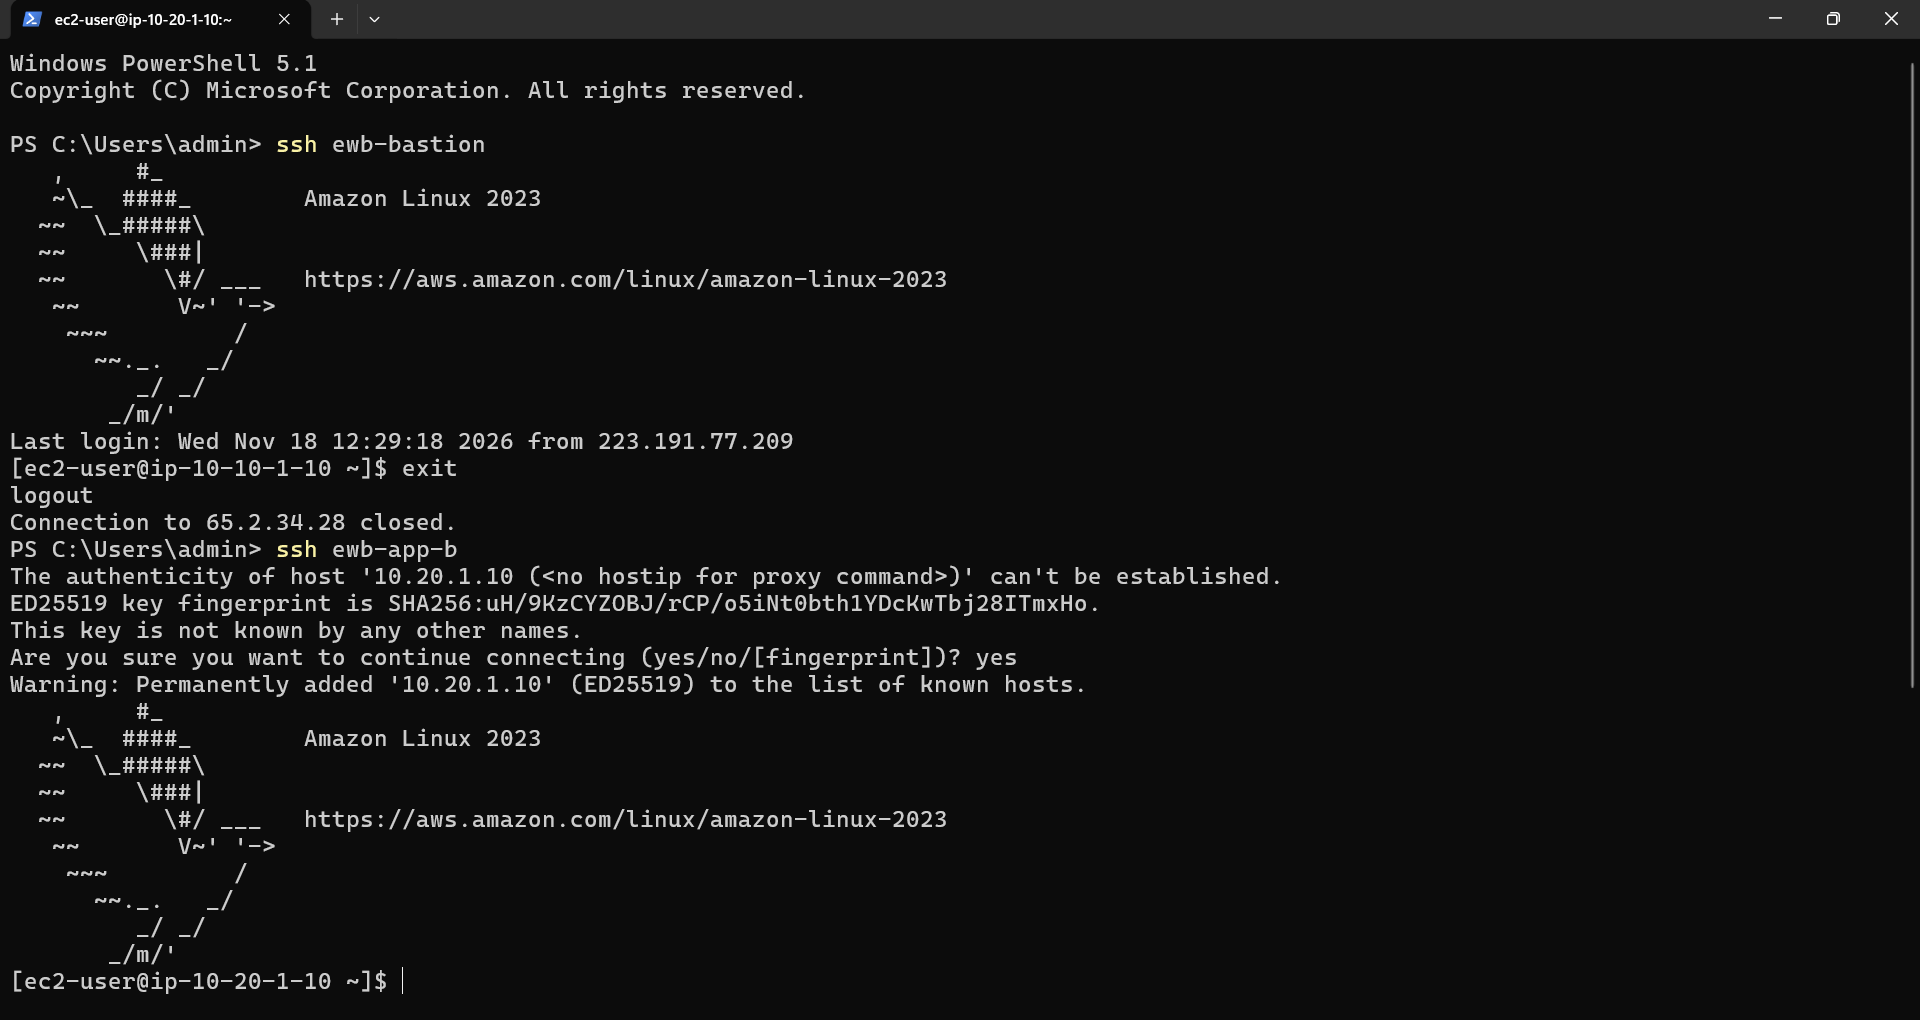 ec2-user@ip-10-20-1-10:~
Windows PowerShell 5.1
Copyright (C) Microsoft Corporation. All rights reserved.
PS C:\Users\admin> ssh ewb-bastion
   ,     #_
   ~\_  ####_        Amazon Linux 2023
  ~~  \_#####\
  ~~     \###|
  ~~       \#/ ___   https://aws.amazon.com/linux/amazon-linux-2023
   ~~       V~' '->
    ~~~         /
      ~~._.   _/
         _/ _/
       _/m/'
Last login: Wed Nov 18 12:29:18 2026 from 223.191.77.209
[ec2-user@ip-10-10-1-10 ~]$ exit
logout
Connection to 65.2.34.28 closed.
PS C:\Users\admin> ssh ewb-app-b
The authenticity of host '10.20.1.10 (<no hostip for proxy command>)' can't be established.
ED25519 key fingerprint is SHA256:uH/9KzCYZOBJ/rCP/o5iNt0bth1YDcKwTbj28ITmxHo.
This key is not known by any other names.
Are you sure you want to continue connecting (yes/no/[fingerprint])? yes
Warning: Permanently added '10.20.1.10' (ED25519) to the list of known hosts.
   ,     #_
   ~\_  ####_        Amazon Linux 2023
  ~~  \_#####\
  ~~     \###|
  ~~       \#/ ___   https://aws.amazon.com/linux/amazon-linux-2023
   ~~       V~' '->
    ~~~         /
      ~~._.   _/
         _/ _/
       _/m/'
[ec2-user@ip-10-20-1-10 ~]$